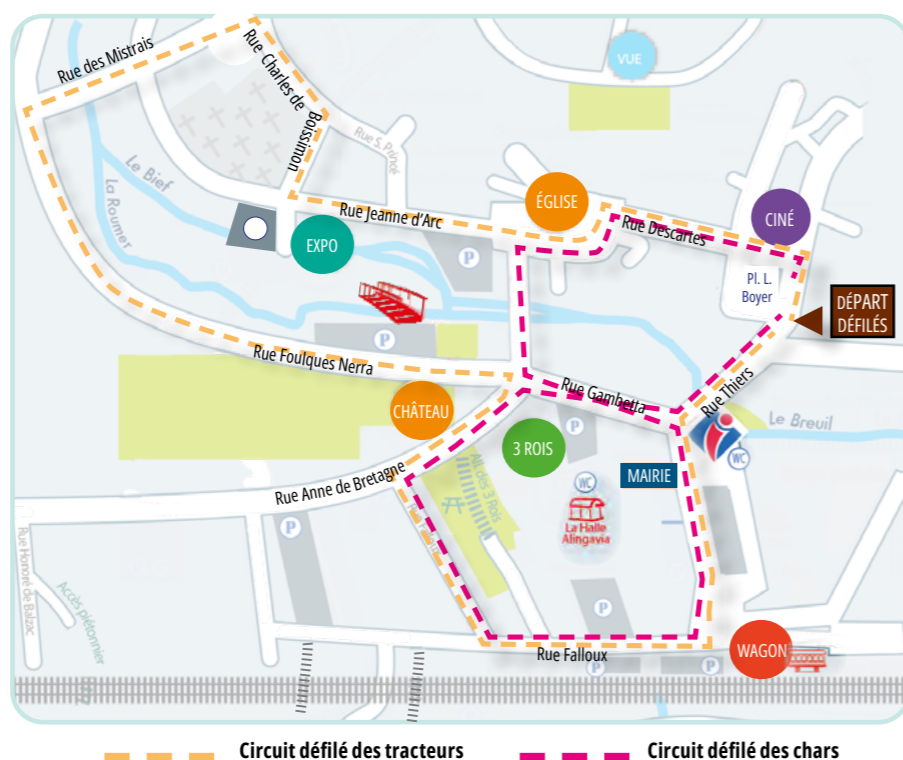 Rue des Mistrais
Rue Charles de
Boissimon
VUE
Rue S. Prince
Le Bief
La Roumer
ÉGLISE
CINÉ
Rue Jeanne d'Arc
Rue Descartes
EXPO
P
Pl. L.
Boyer
DÉPART
DÉFILÉS
P
Rue Foulques Nerra
Rue Gambetta
Rue Thiers
CHÂTEAU
P
Le Breuil
3 ROIS
WC
MAIRIE
WC
Rue Anne de Bretagne
All. des 3 Rois
La Halle
Alingavia
P
Rue Honoré de Balzac
Accès piétonnier
P
Rue Falloux
WAGON
P
P
Circuit défilé des tracteurs
Circuit défilé des chars